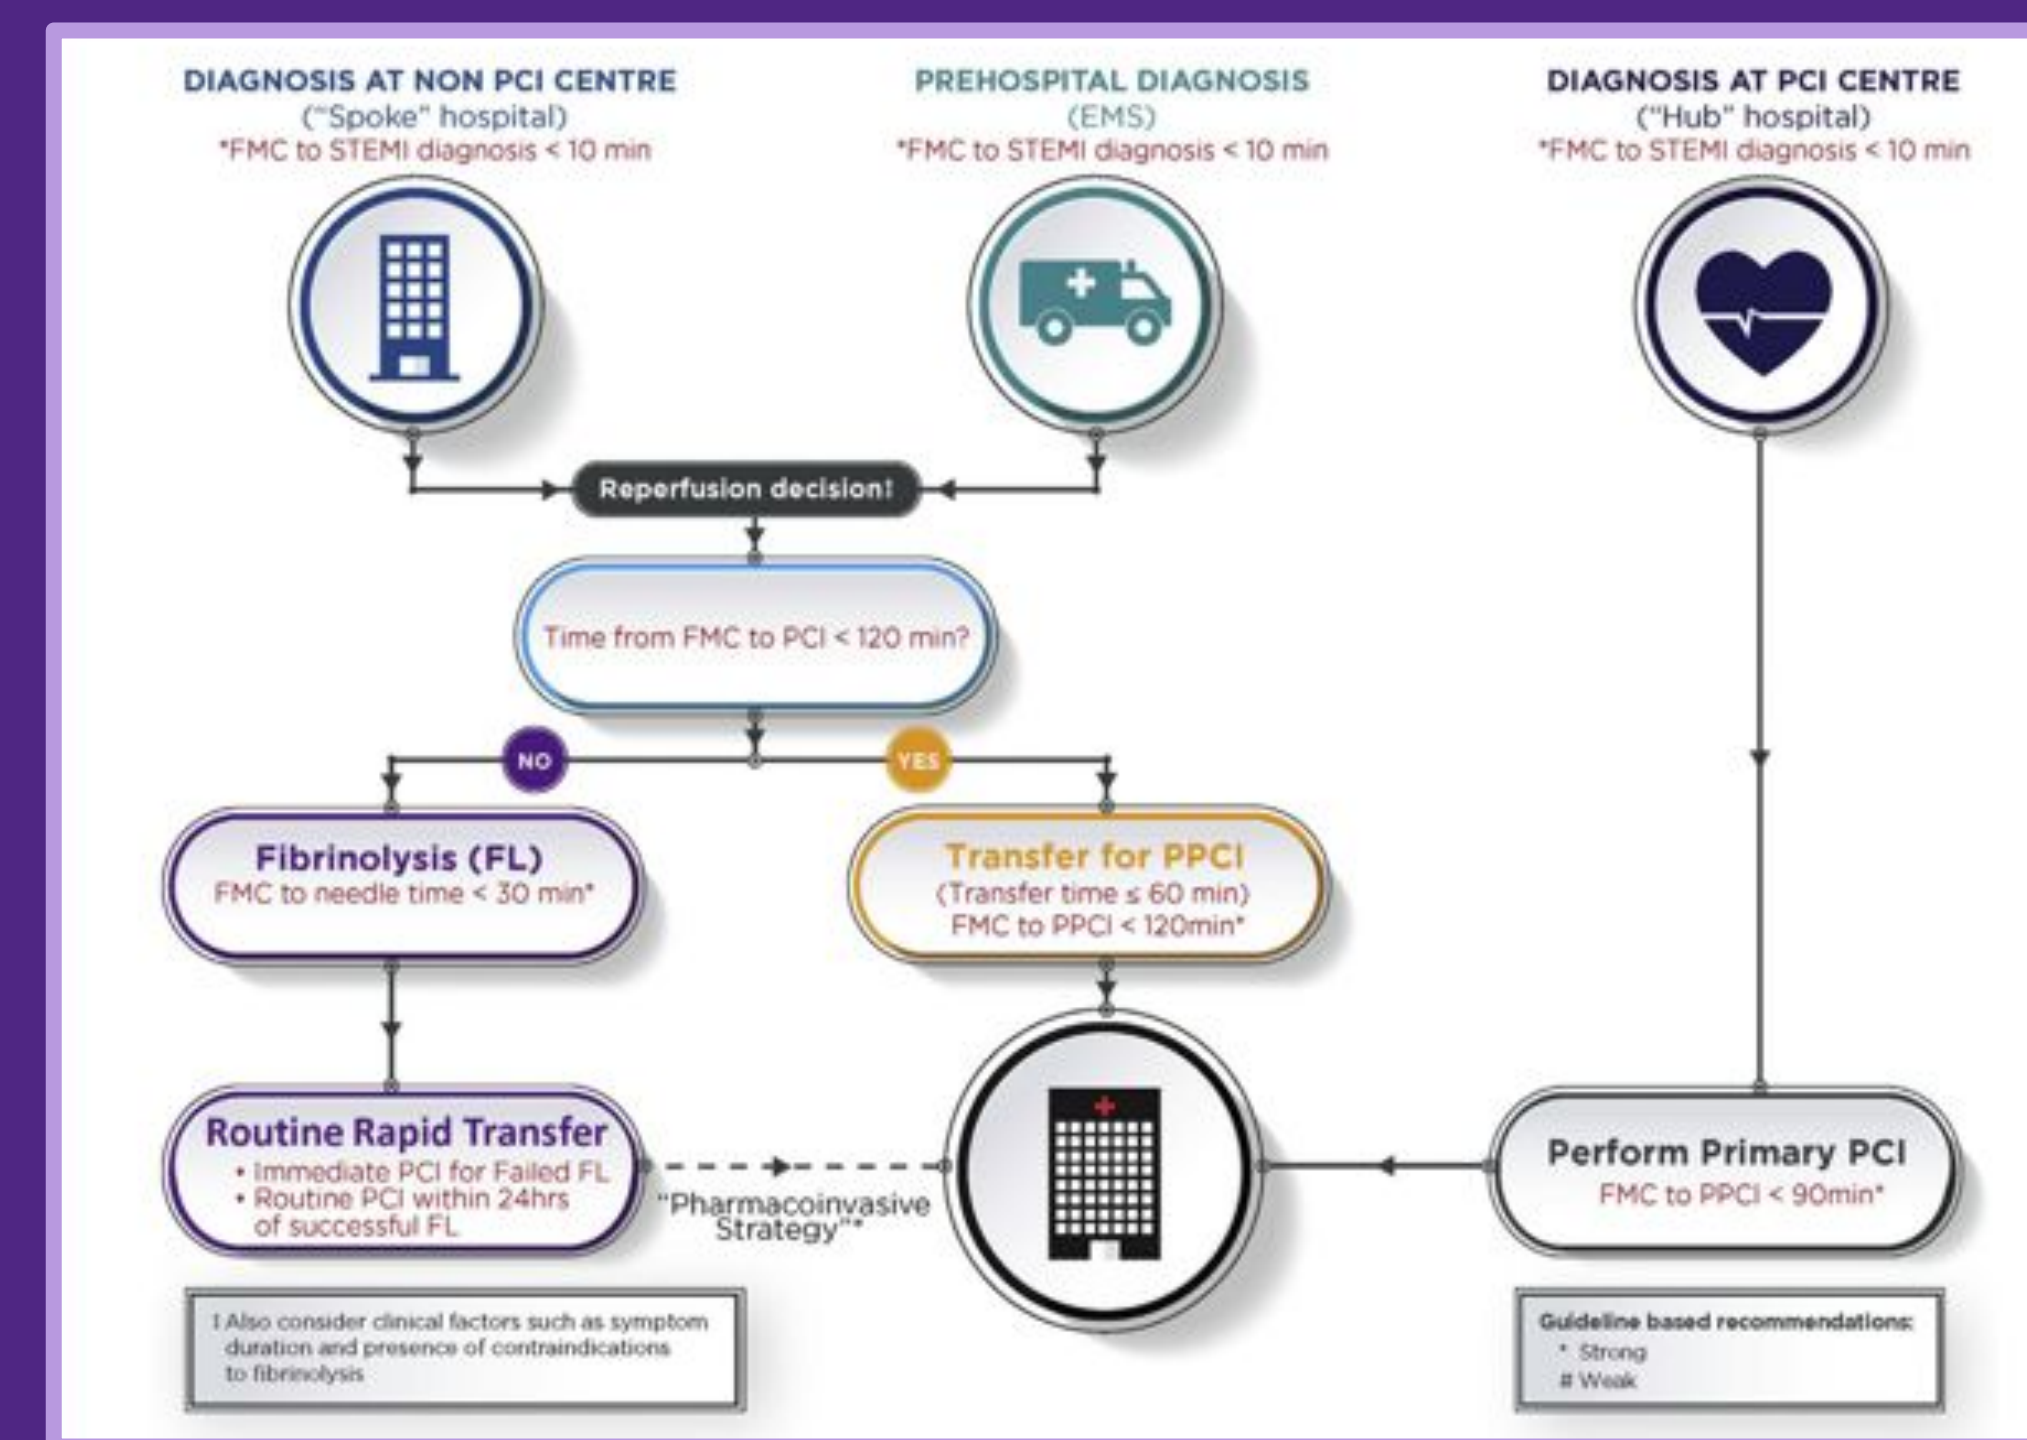 DIAGNOSIS AT NON PCI CENTRE
("Spoke" hospital)
*FMC to STEMI diagnosis < 10 min
PREHOSPITAL DIAGNOSIS
(EMS)
*FMC to STEMI diagnosis < 10 min
DIAGNOSIS AT PCI CENTRE
("Hub" hospital)
*FMC to STEMI diagnosis < 10 min
Reperfusion decision‡
Time from FMC to PCI < 120 min?
NO
YES
Fibrinolysis (FL)
FMC to needle time < 30 min*
Transfer for PPCI
(Transfer time ≤ 60 min)
FMC to PPCI < 120min*
Routine Rapid Transfer
• Immediate PCI for Failed FL
• Routine PCI within 24hrs
of successful FL
"Pharmacoinvasive
Strategy"*
Perform Primary PCI
FMC to PPCI < 90min*
‡ Also consider clinical factors such as symptom
duration and presence of contraindications
to fibrinolysis
Guideline based recommendations:
* Strong
# Weak